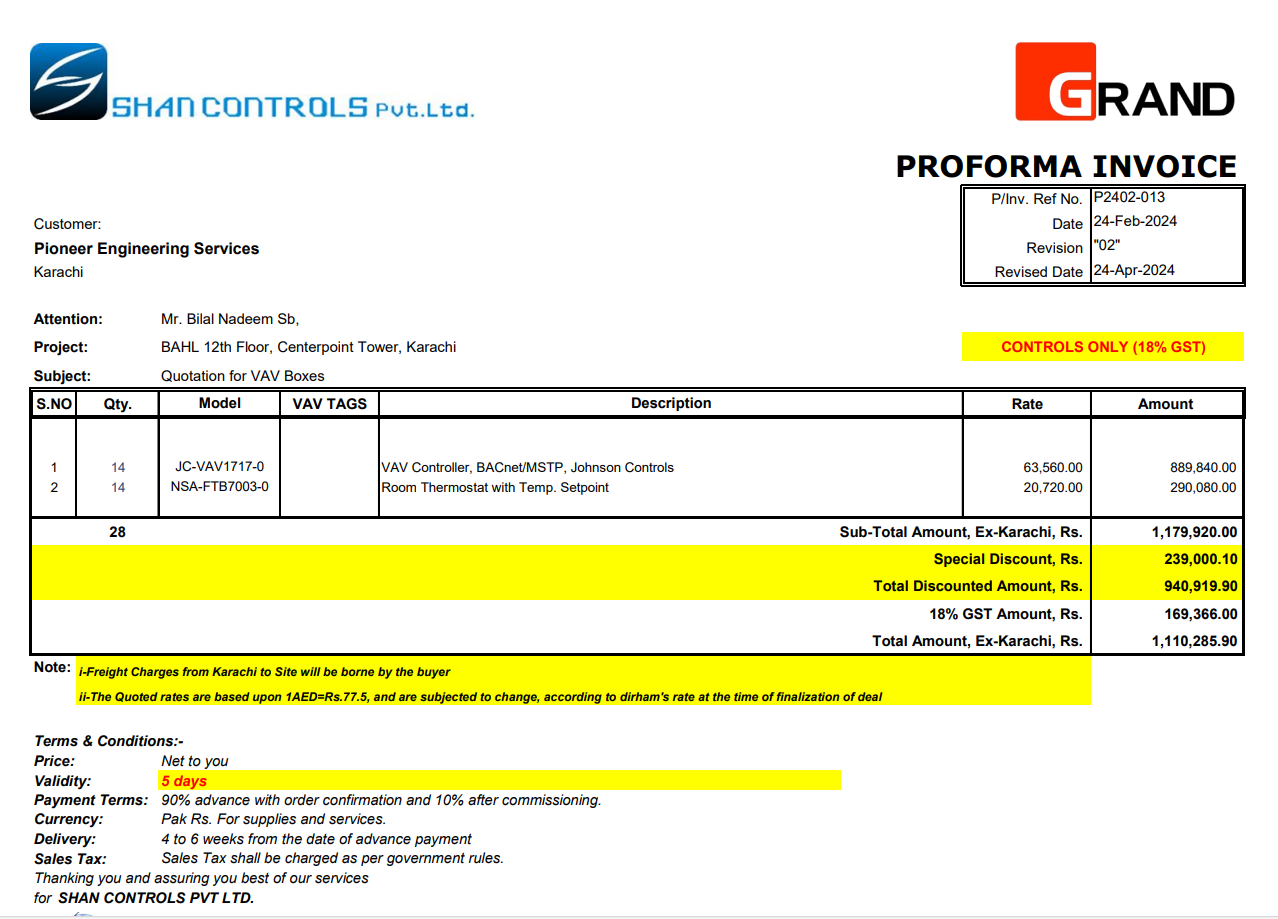 SHAN CONTROLS Pvt.Ltd.
GRAND
PROFORMA INVOICE
P/Inv. Ref No. P2402-013
Date 24-Feb-2024
Revision "02"
Revised Date 24-Apr-2024
Customer:
Pioneer Engineering Services
Karachi
Attention: Mr. Bilal Nadeem Sb,
Project: BAHL 12th Floor, Centerpoint Tower, Karachi
CONTROLS ONLY (18% GST)
Subject: Quotation for VAV Boxes
S.NO Qty. Model VAV TAGS Description Rate Amount
1 14 JC-VAV1717-0 VAV Controller, BACnet/MSTP, Johnson Controls 63,560.00 889,840.00
2 14 NSA-FTB7003-0 Room Thermostat with Temp. Setpoint 20,720.00 290,080.00
28 Sub-Total Amount, Ex-Karachi, Rs. 1,179,920.00
Special Discount, Rs. 239,000.10
Total Discounted Amount, Rs. 940,919.90
18% GST Amount, Rs. 169,366.00
Total Amount, Ex-Karachi, Rs. 1,110,285.90
Note: i-Freight Charges from Karachi to Site will be borne by the buyer
ii-The Quoted rates are based upon 1AED=Rs.77.5, and are subjected to change, according to dirham's rate at the time of finalization of deal
Terms & Conditions:-
Price: Net to you
Validity: 5 days
Payment Terms: 90% advance with order confirmation and 10% after commissioning.
Currency: Pak Rs. For supplies and services.
Delivery: 4 to 6 weeks from the date of advance payment
Sales Tax: Sales Tax shall be charged as per government rules.
Thanking you and assuring you best of our services
for SHAN CONTROLS PVT LTD.